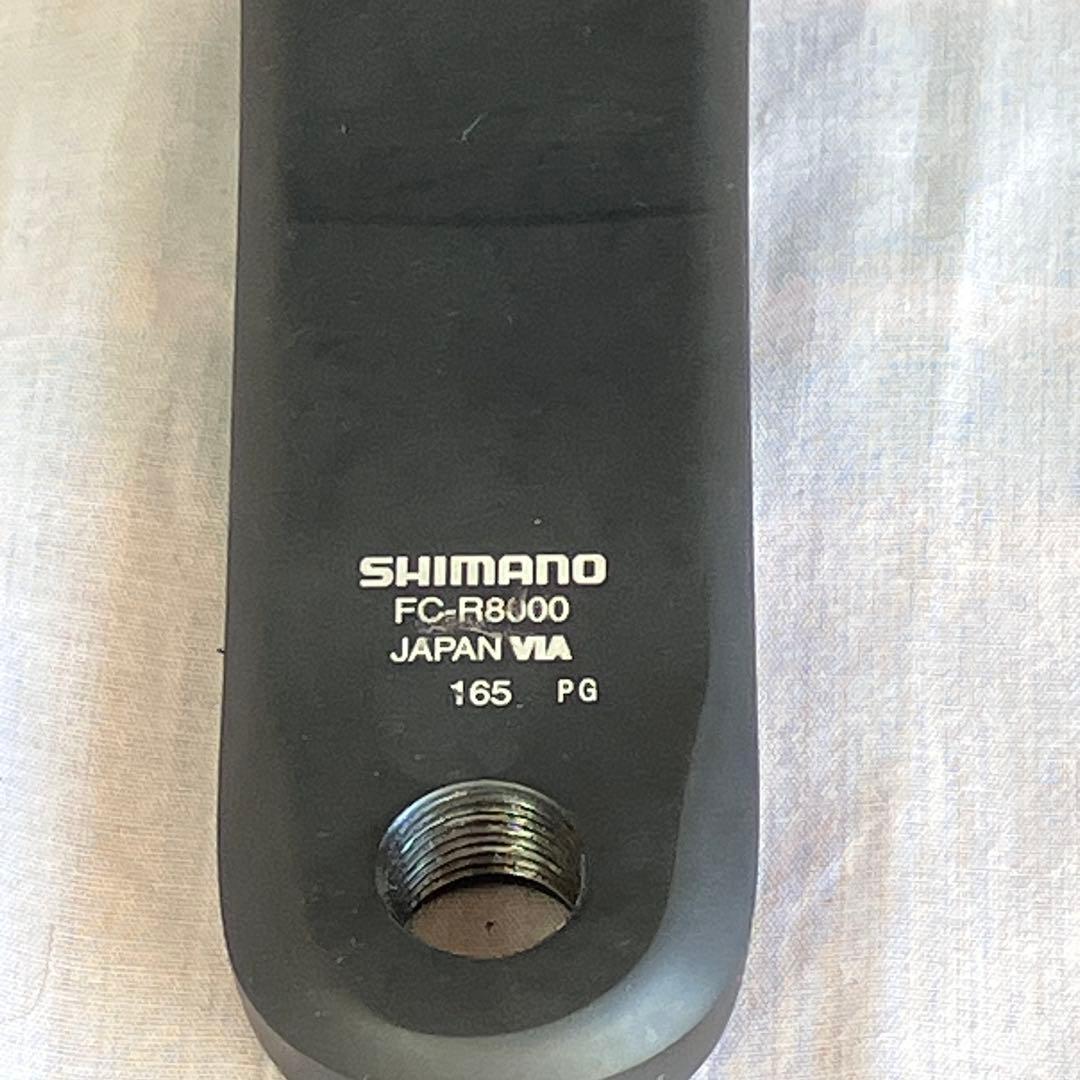 SHIMANO
FC-R8000
JAPAN VIA
165 PG